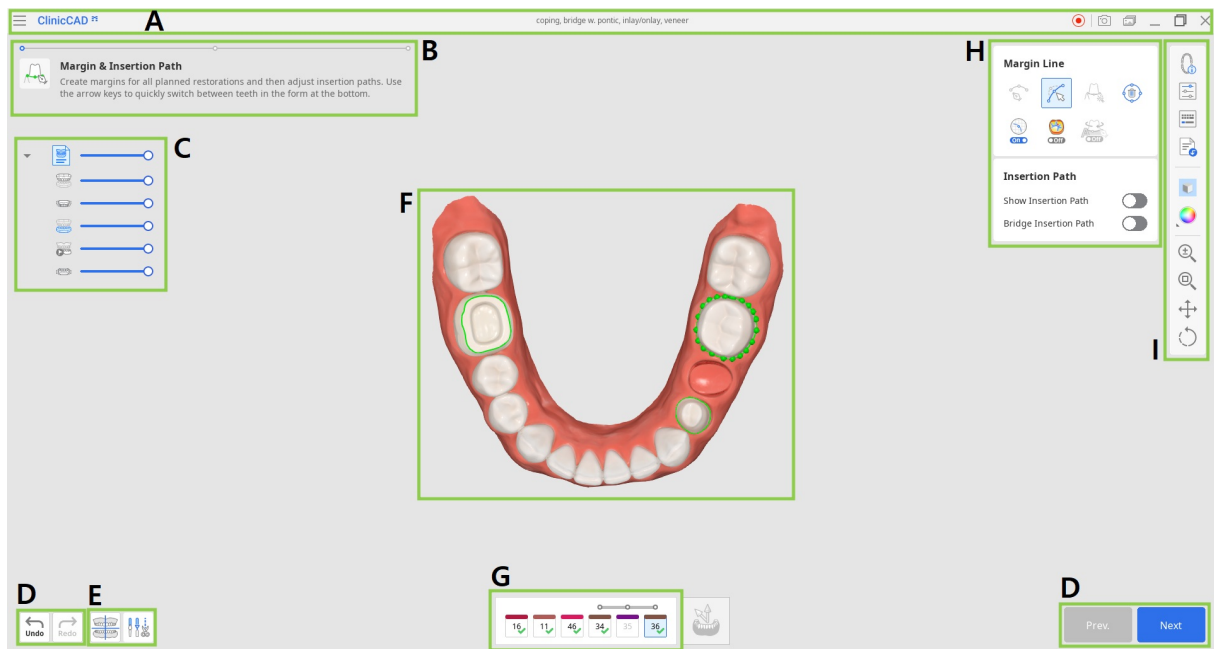 ClinicCAD
A
coping, bridge w. pontic, inlay/onlay, veneer
B
Margin & Insertion Path
Create margins for all planned restorations and then adjust insertion paths. Use
the arrow keys to quickly switch between teeth in the form at the bottom.
H
Margin Line
On
Off
Off
Insertion Path
Show Insertion Path
Bridge Insertion Path
I
C
F
D
Undo
Redo
E
G
16
11
46
34
35
36
D
Prev.
Next